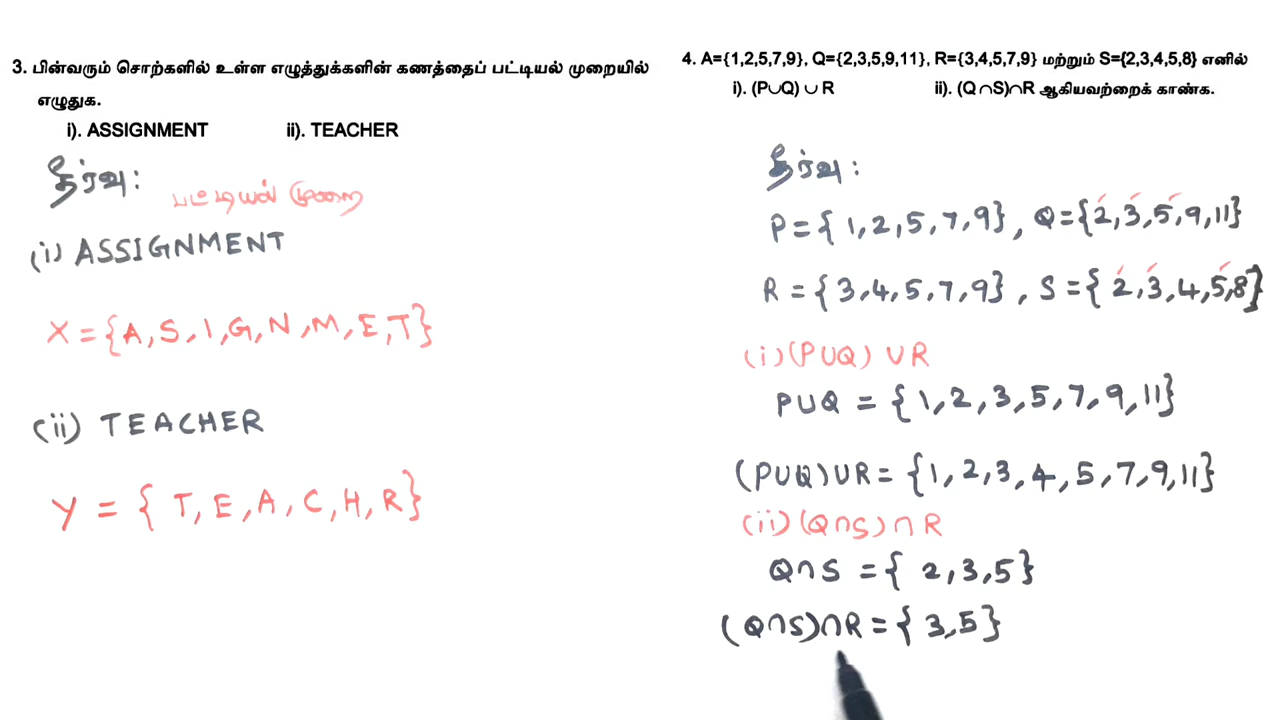 3. பின்வரும் சொற்களில் உள்ள எழுத்துக்களின் கணத்தைப் பட்டியல் முறையில்
எழுதுக.
i). ASSIGNMENT ii). TEACHER
தீர்வு:
பட்டியல் முறை
(i) ASSIGNMENT
X = {A, S, I, G, N, M, E, T}
(ii) TEACHER
Y = { T, E, A, C, H, R}
4. A={1,2,5,7,9}, Q={2,3,5,9,11}, R={3,4,5,7,9} மற்றும் S={2,3,4,5,8} எனில்
i). (P∪Q) ∪ R ii). (Q∩S)∩R ஆகியவற்றைக் காண்க.
தீர்வு:
P = { 1, 2, 5, 7, 9}, Q = {2, 3, 5, 9, 11}
R = {3, 4, 5, 7, 9}, S = { 2, 3, 4, 5, 8}
(i) (P∪Q) ∪R
P∪Q = {1, 2, 3, 5, 7, 9, 11}
(P∪Q)∪R = {1, 2, 3, 4, 5, 7, 9, 11}
(ii) (Q∩S) ∩ R
Q∩S = { 2, 3, 5}
(Q∩S)∩R = { 3, 5}